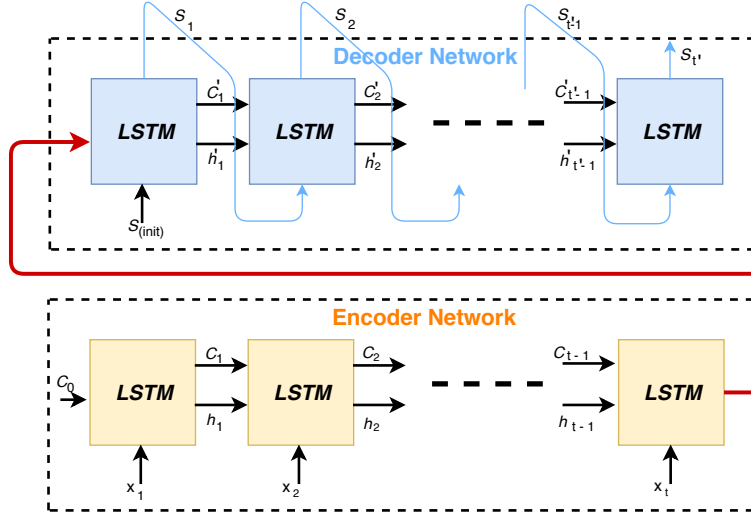 S1
S2
St'-1
Decoder Network
St'
C'1
C'2
C't'-1
LSTM
LSTM
LSTM
h'1
h'2
h't'-1
S(init)
Encoder Network
C1
C2
Ct-1
C0
LSTM
LSTM
LSTM
h1
h2
ht-1
x1
x2
xt